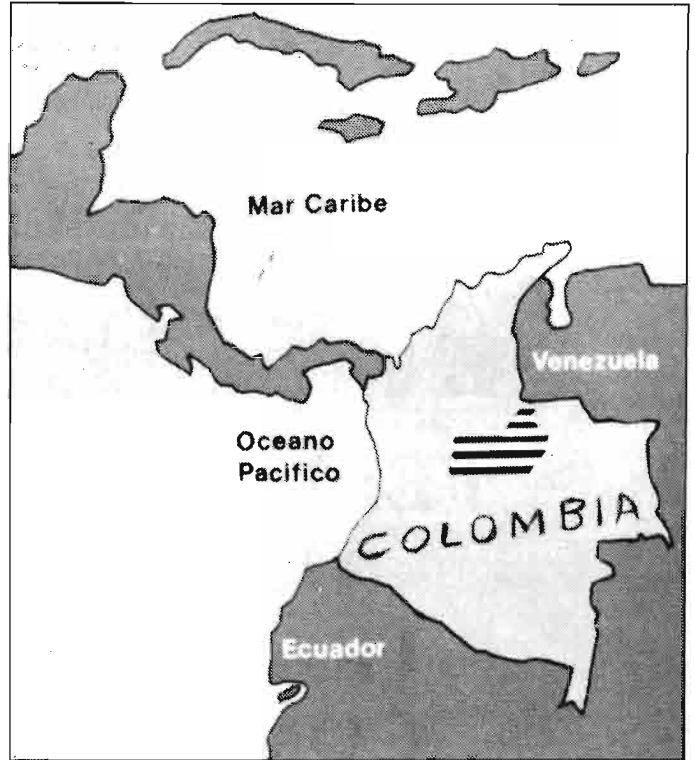 Mar Caribe
Venezuela
Oceano
Pacifico
COLOMBIA
Ecuador